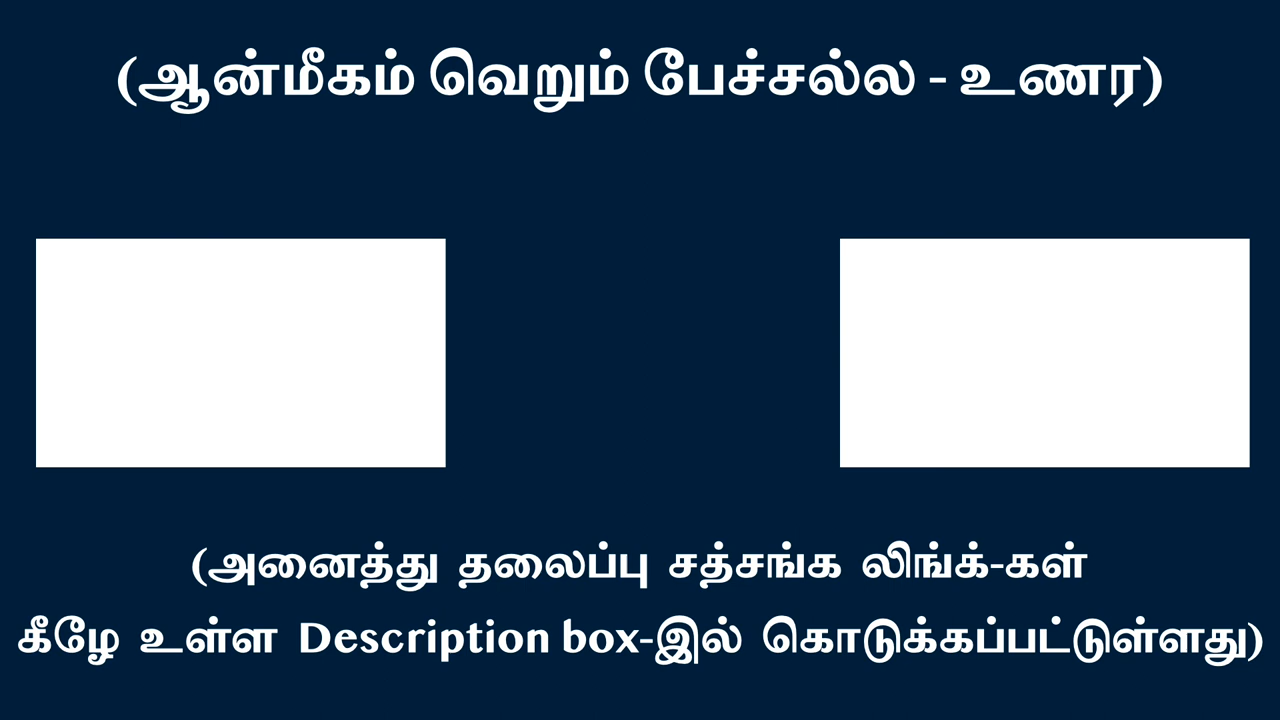 (ஆன்மீகம் வெறும் பேச்சல்ல - உணர)
(அனைத்து தலைப்பு சத்சங்க லிங்க்-கள்
கீழே உள்ள Description box-இல் கொடுக்கப்பட்டுள்ளது)